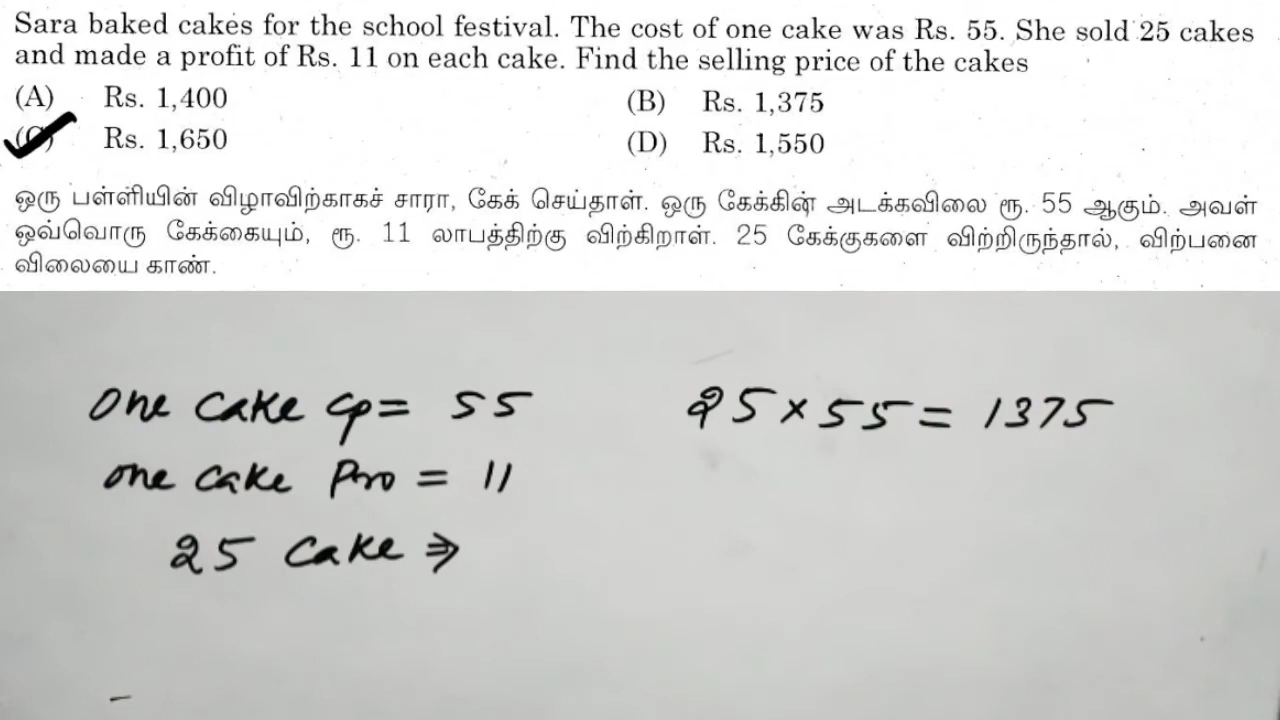 Sara baked cakes for the school festival. The cost of one cake was Rs. 55. She sold 25 cakes
and made a profit of Rs. 11 on each cake. Find the selling price of the cakes
(A) Rs. 1,400 (B) Rs. 1,375
(C) Rs. 1,650 (D) Rs. 1,550
ஒரு பள்ளியின் விழாவிற்காகச் சாரா, கேக் செய்தாள். ஒரு கேக்கின் அடக்கவிலை ரூ. 55 ஆகும். அவள்
ஒவ்வொரு கேக்கையும், ரூ. 11 லாபத்திற்கு விற்கிறாள். 25 கேக்குகளை விற்றிருந்தால், விற்பனை
விலையை காண்.
One cake cp = 55 25 × 55 = 1375
one cake Pro = 11
25 cake ⇒